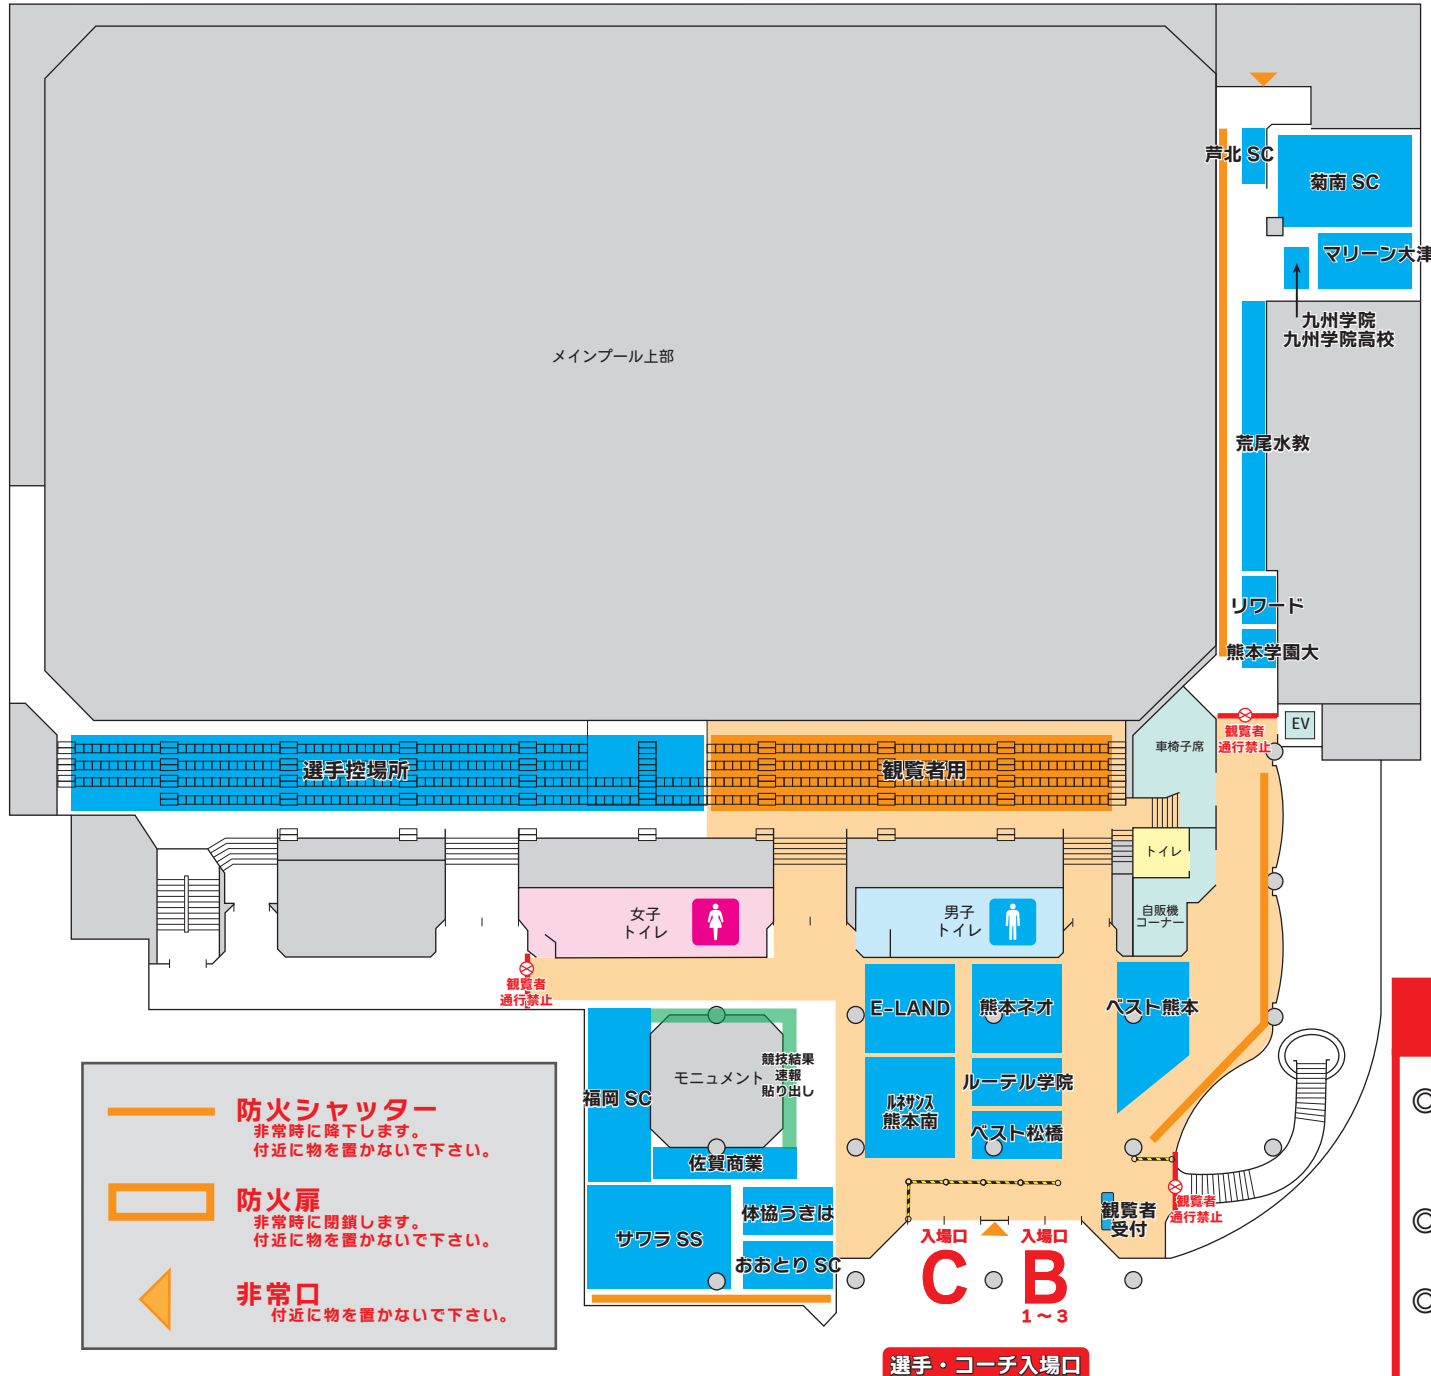 芦北 SC
菊南 SC
マリーン大津
九州学院
九州学院高校
メインプール上部
荒尾水教
リワード
熊本学園大
EV
観覧者
通行禁止
車椅子席
選手控場所
観覧者用
トイレ
自販機
コーナー
女子
トイレ
男子
トイレ
観覧者
通行禁止
E-LAND
熊本ネオ
ベスト熊本
競技結果
速報
貼り出し
モニュメント
福岡 SC
ルーテル学院
ルネサンス
熊本南
ベスト松橋
佐賀商業
体協うきは
サワラ SS
おおとり SC
観覧者
受付
観覧者
通行禁止
入場口
C
入場口
B
1～3
選手・コーチ入場口
防火シャッター
非常時に降下します。
付近に物を置かないで下さい。
防火扉
非常時に閉鎖します。
付近に物を置かないで下さい。
非常口
付近に物を置かないで下さい。
◎
◎
◎